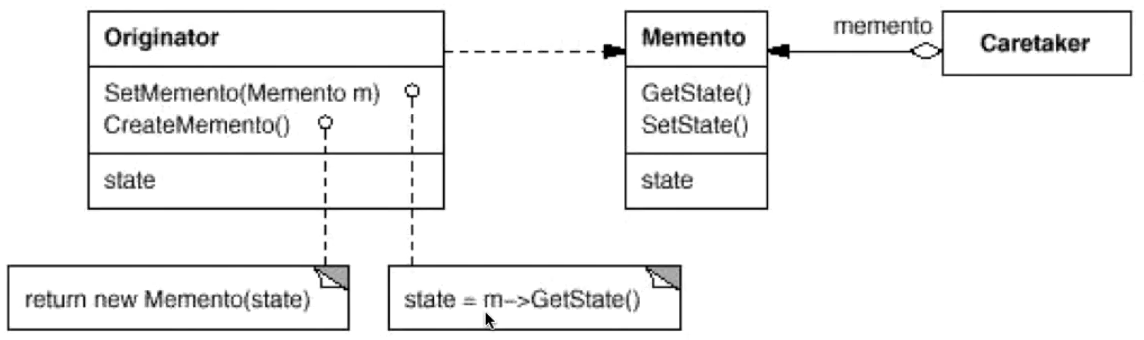 Originator
SetMemento(Memento m)
CreateMemento()
state
Memento
GetState()
SetState()
state
memento
Caretaker
return new Memento(state)
state = m->GetState()